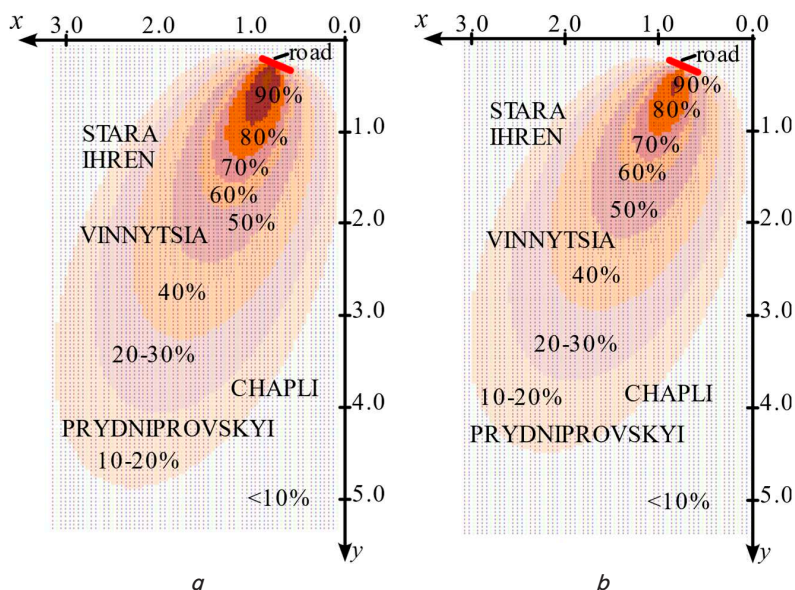 x 3.0 2.0 1.0 0.0
road
90%
STARA
IHREN
80%
1.0
70%
60%
50%
2.0
VINNYTSIA
40%
3.0
20-30%
CHAPLI
4.0
PRYDNIPROVSKYI
10-20%
<10%
5.0
y
a
x 3.0 2.0 1.0 0.0
road
90%
STARA
IHREN
80%
1.0
70%
60%
50%
2.0
VINNYTSIA
40%
3.0
20-30%
10-20%
CHAPLI
4.0
PRYDNIPROVSKYI
<10%
5.0
y
b